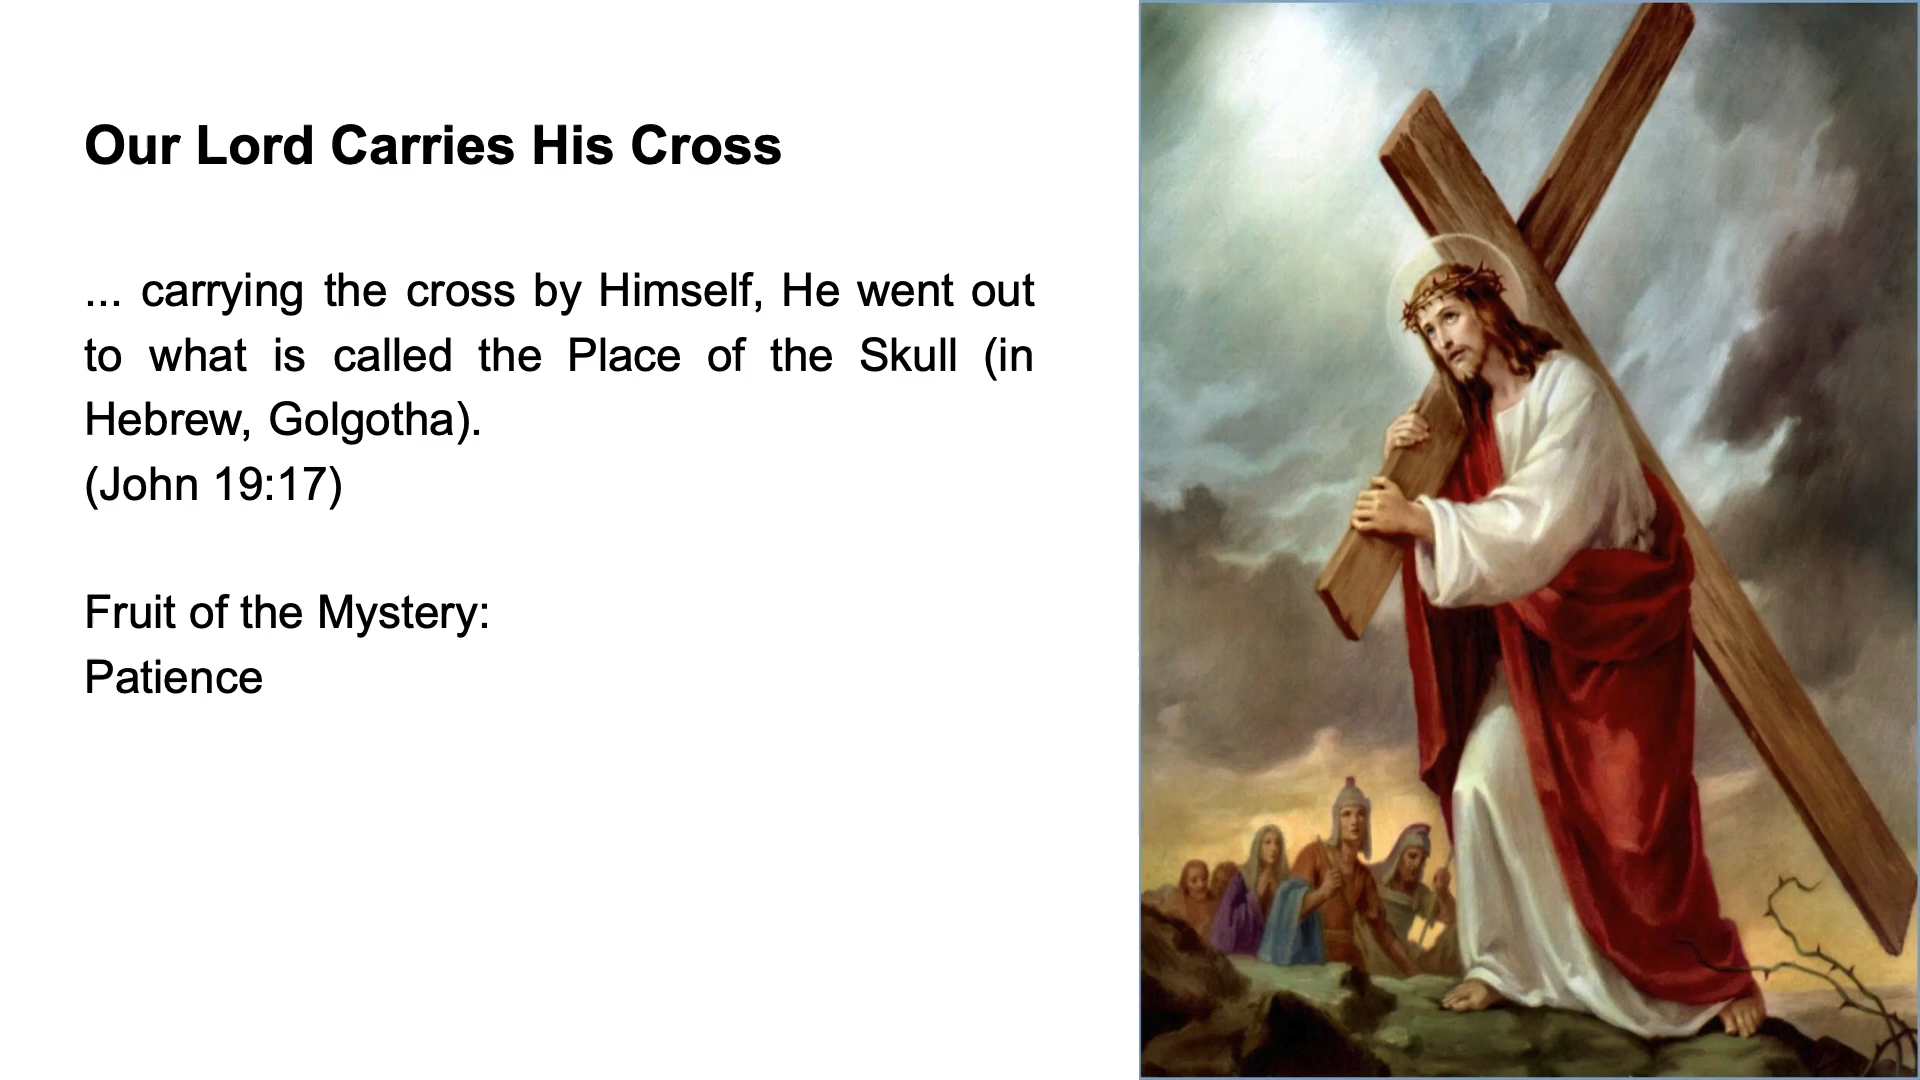 Our Lord Carries His Cross
... carrying the cross by Himself, He went out
to what is called the Place of the Skull (in
Hebrew, Golgotha).
(John 19:17)
Fruit of the Mystery:
Patience